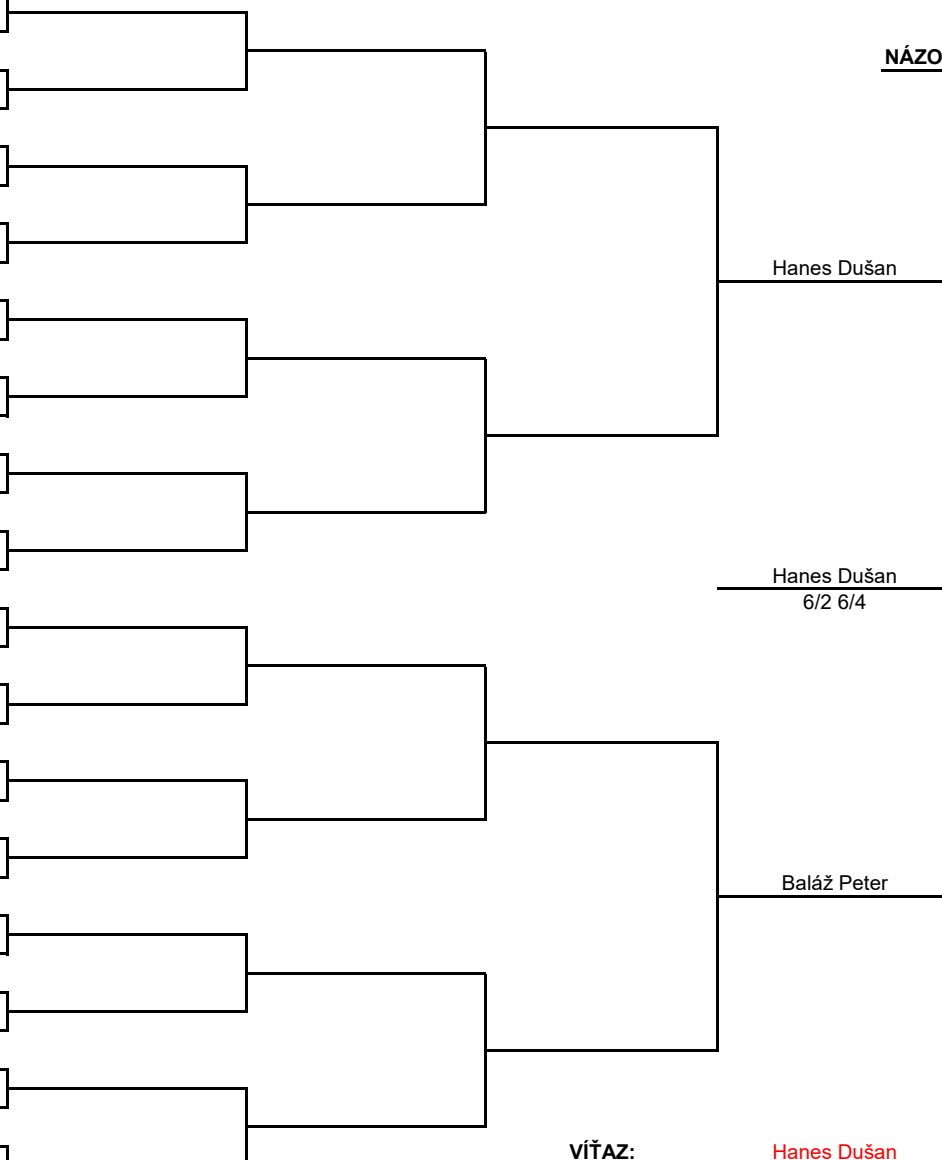 NÁZO
Hanes Dušan
Hanes Dušan
6/2 6/4
Baláž Peter
VÍŤAZ: Hanes Dušan